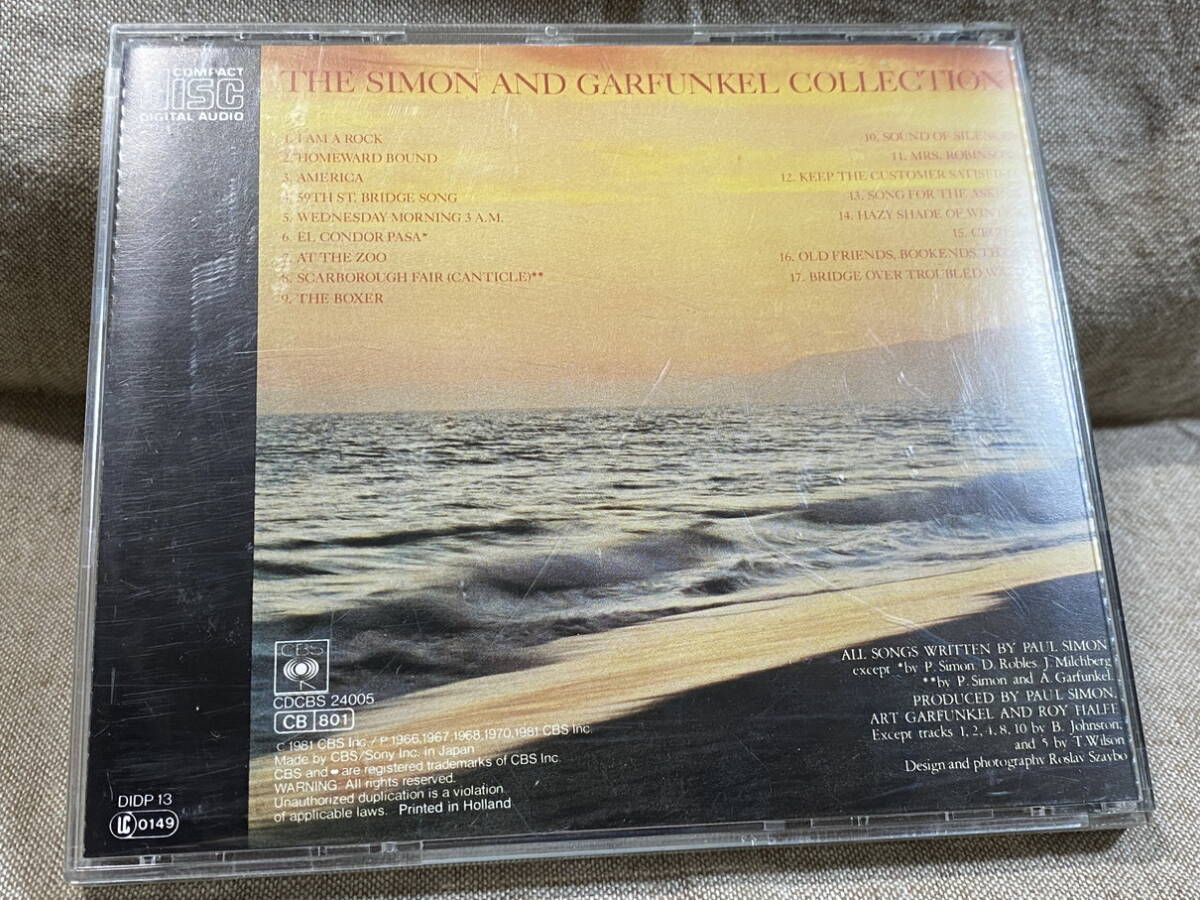 COMPACT
DISC
DIGITAL AUDIO
THE SIMON AND GARFUNKEL COLLECTION
1. I AM A ROCK
2. HOMEWARD BOUND
3. AMERICA
4. 59TH ST. BRIDGE SONG
5. WEDNESDAY MORNING 3 A.M.
6. EL CONDOR PASA*
7. AT THE ZOO
8. SCARBOROUGH FAIR (CANTICLE)**
9. THE BOXER
10. SOUND OF SILENCE
11. MRS. ROBINSON
12. KEEP THE CUSTOMER
13. SONG FOR THE
14. HAZY SHADE OF
15.
16. OLD FRIENDS, BOOKENDS
17. BRIDGE OVER TROUBLED
CBS
CDCBS 24005
CB 801
C 1981 CBS Inc. / P 1966,1967,1968,1970,1981 CBS Inc.
Made by CBS/Sony Inc. in Japan
CBS and are registered trademarks of CBS Inc.
WARNING: All rights reserved.
Unauthorized duplication is a violation
of applicable laws. Printed in Holland
ALL SONGS WRITTEN BY PAUL SIMON
except *by P. Simon, D. Robles, J. Milchberg
**by P. Simon and A. Garfunkel.
PRODUCED BY PAUL SIMON,
ART GARFUNKEL AND ROY HALEE
Except tracks 1, 2, 4, 8, 10 by B. Johnston,
and 5 by T. Wilson
Design and photography Roslav Szaybo
DIDP 13
LC 0149